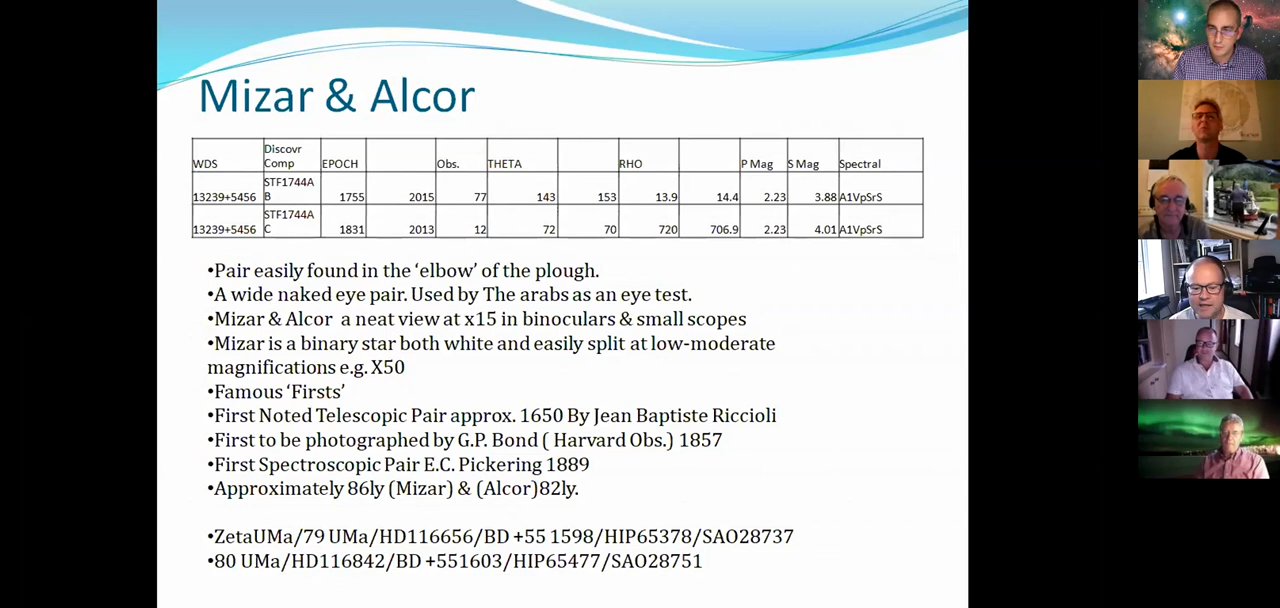 Mizar & Alcor
WDS Discovr Comp EPOCH Obs. THETA RHO P Mag S Mag Spectral
13239+5456 STF1744A B 1755 2015 77 143 153 13.9 14.4 2.23 3.88 A1VpSrS
13239+5456 STF1744A C 1831 2013 12 72 70 720 706.9 2.23 4.01 A1VpSrS
•Pair easily found in the ‘elbow’ of the plough.
•A wide naked eye pair. Used by The arabs as an eye test.
•Mizar & Alcor a neat view at x15 in binoculars & small scopes
•Mizar is a binary star both white and easily split at low-moderate
magnifications e.g. X50
•Famous ‘Firsts’
•First Noted Telescopic Pair approx. 1650 By Jean Baptiste Riccioli
•First to be photographed by G.P. Bond ( Harvard Obs.) 1857
•First Spectroscopic Pair E.C. Pickering 1889
•Approximately 86ly (Mizar) & (Alcor)82ly.
•ZetaUMa/79 UMa/HD116656/BD +55 1598/HIP65378/SAO28737
•80 UMa/HD116842/BD +551603/HIP65477/SAO28751